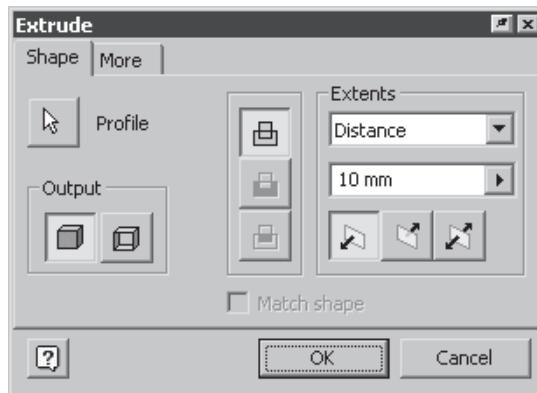 Extrude
Shape More
Profile
Output
Extents
Distance
10 mm
Match shape
OK Cancel